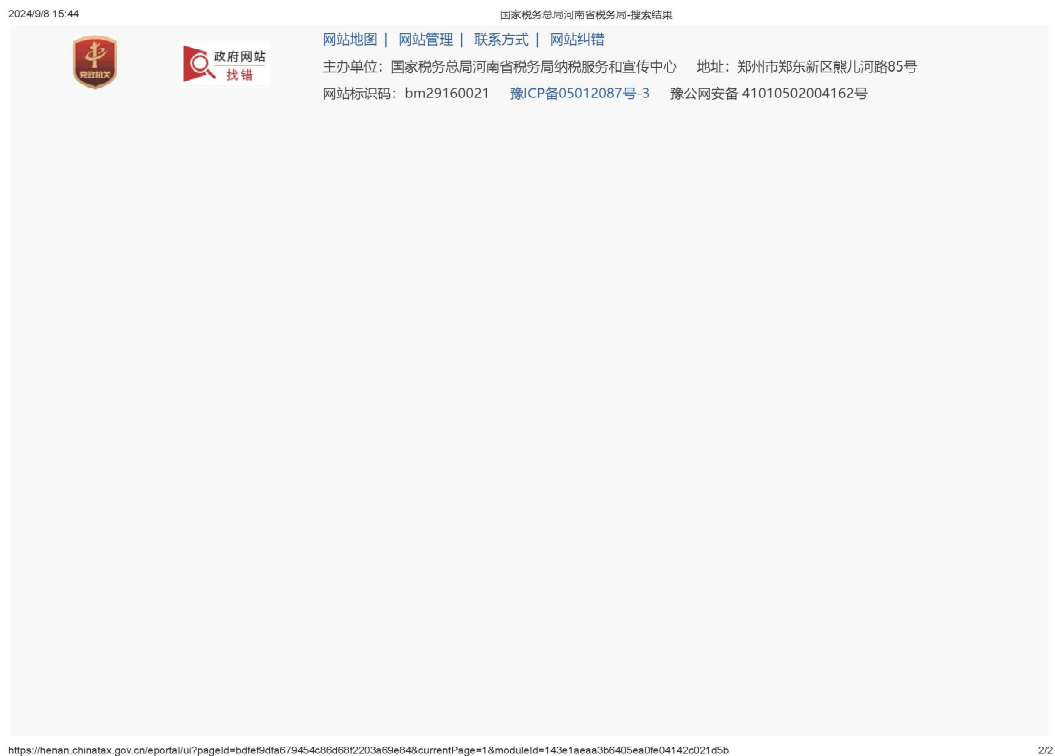 2024/9/8 15:44 国家税务总局河南省税务局-搜索结果
网站地图 | 网站管理 | 联系方式 | 网站纠错
党政机关
政府网站
找错
主办单位：国家税务总局河南省税务局纳税服务和宣传中心 地址：郑州市郑东新区熊儿河路85号
网站标识码：bm29160021 豫ICP备05012087号-3 豫公网安备 41010502004162号
https://henan.chinatax.gov.cn/eportal/ui?pageId=bdfef9dfa679454c86d68f2203a69e84&currentPage=1&moduleId=143e1aeaa3b6405ea0fe04142c021d5b 2/2